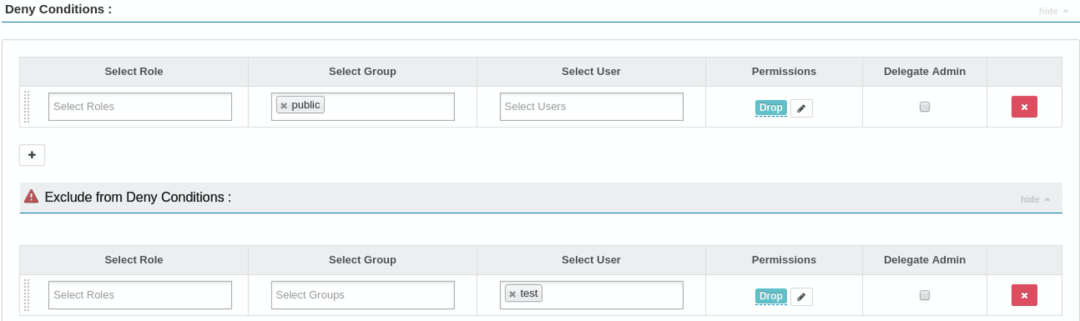 Deny Conditions :
hide
Select Role Select Group Select User Permissions Delegate Admin
Select Roles × public Select Users Drop ×
+
Exclude from Deny Conditions :
hide
Select Role Select Group Select User Permissions Delegate Admin
Select Roles Select Groups × test Drop ×